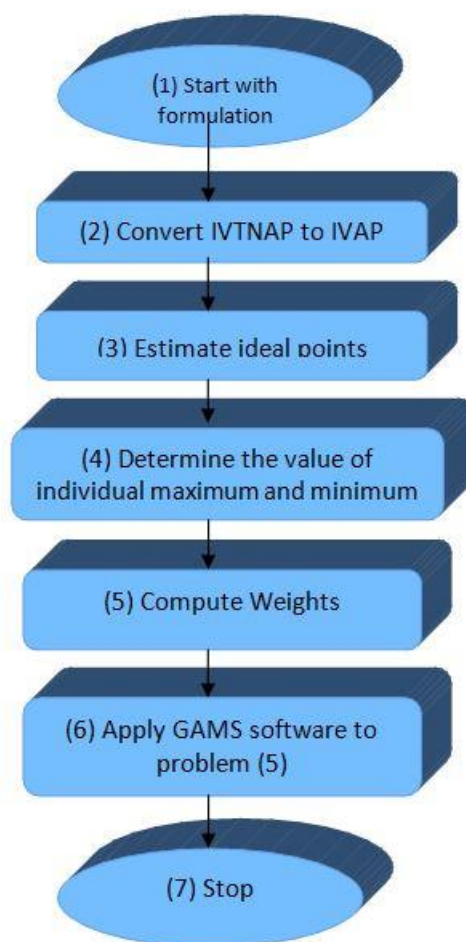 (1) Start with
formulation
(2) Convert IVTNAP to IVAP
(3) Estimate ideal points
(4) Determine the value of
individual maximum and minimum
(5) Compute Weights
(6) Apply GAMS software to
problem (5)
(7) Stop